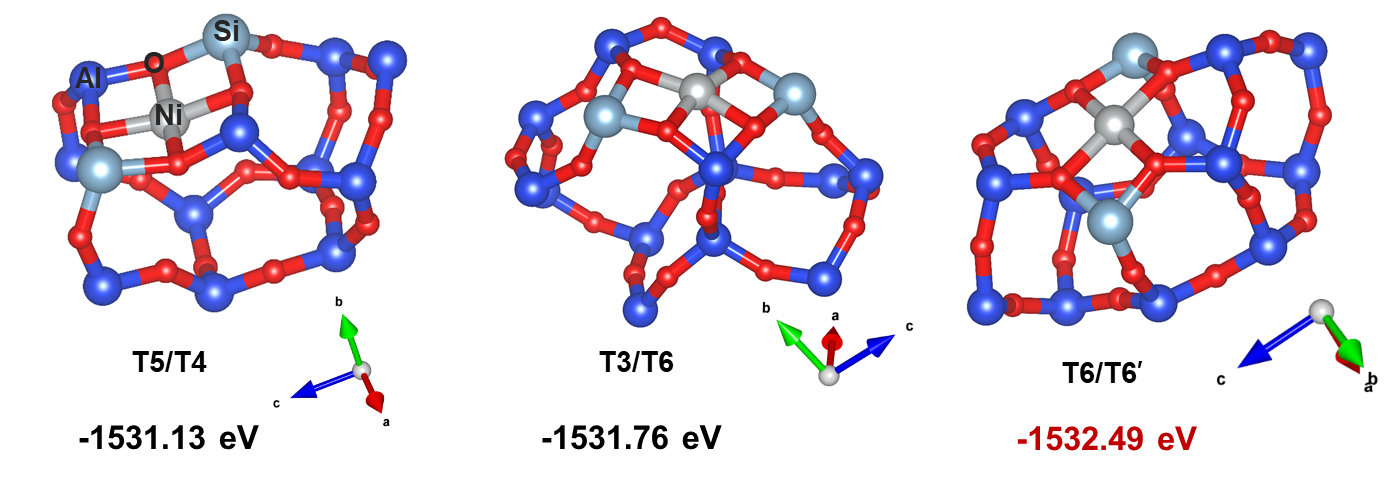 Si
O
Al
Ni
b
c
a
b
a
c
c
b
a
T5/T4
T3/T6
T6/T6′
-1531.13 eV
-1531.76 eV
-1532.49 eV